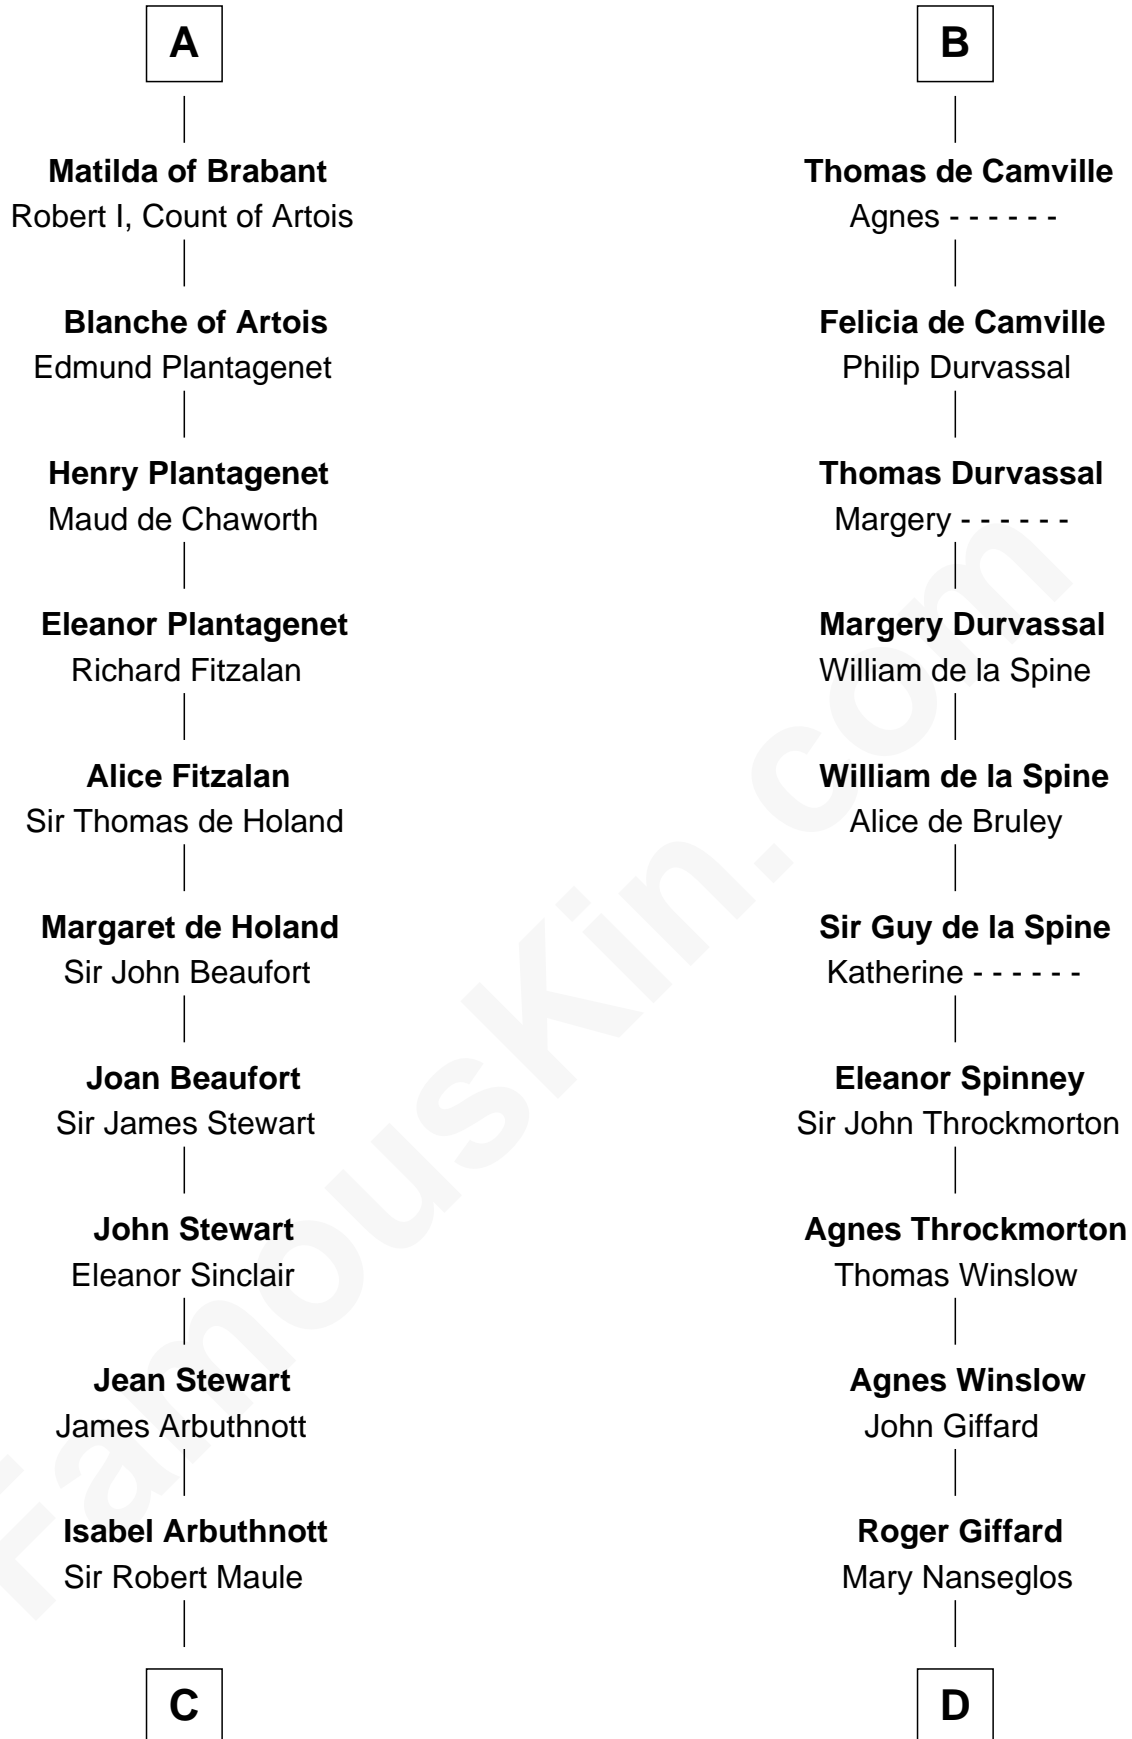 A
Matilda of Brabant
Robert I, Count of Artois
Blanche of Artois
Edmund Plantagenet
Henry Plantagenet
Maud de Chaworth
Eleanor Plantagenet
Richard Fitzalan
Alice Fitzalan
Sir Thomas de Holand
Margaret de Holand
Sir John Beaufort
Joan Beaufort
Sir James Stewart
John Stewart
Eleanor Sinclair
Jean Stewart
James Arbuthnott
Isabel Arbuthnott
Sir Robert Maule
C
B
Thomas de Camville
Agnes - - - - - -
Felicia de Camville
Philip Durvassal
Thomas Durvassal
Margery - - - - - -
Margery Durvassal
William de la Spine
William de la Spine
Alice de Bruley
Sir Guy de la Spine
Katherine - - - - - -
Eleanor Spinney
Sir John Throckmorton
Agnes Throckmorton
Thomas Winslow
Agnes Winslow
John Giffard
Roger Giffard
Mary Nanseglos
D
FamousKin.com